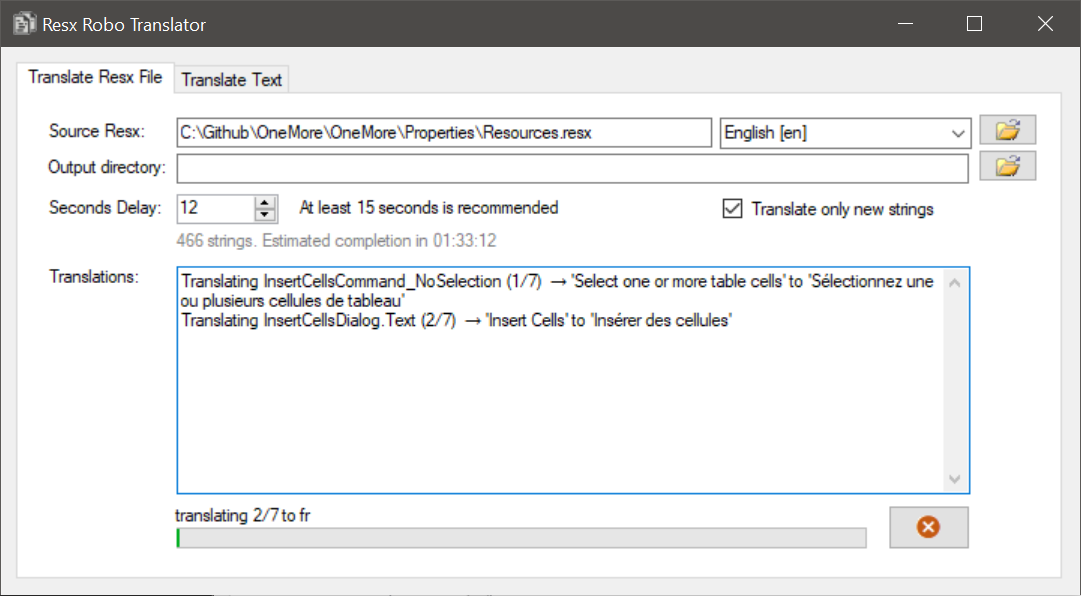 Resx Robo Translator
Translate Resx File
Translate Text
Source Resx:
C:\Github\OneMore\OneMore\Properties\Resources.resx
English [en]
Output directory:
Seconds Delay:
12
At least 15 seconds is recommended
Translate only new strings
466 strings. Estimated completion in 01:33:12
Translations:
Translating InsertCellsCommand_NoSelection (1/7) → 'Select one or more table cells' to 'Sélectionnez une
ou plusieurs cellules de tableau'
Translating InsertCellsDialog.Text (2/7) → 'Insert Cells' to 'Insérer des cellules'
translating 2/7 to fr